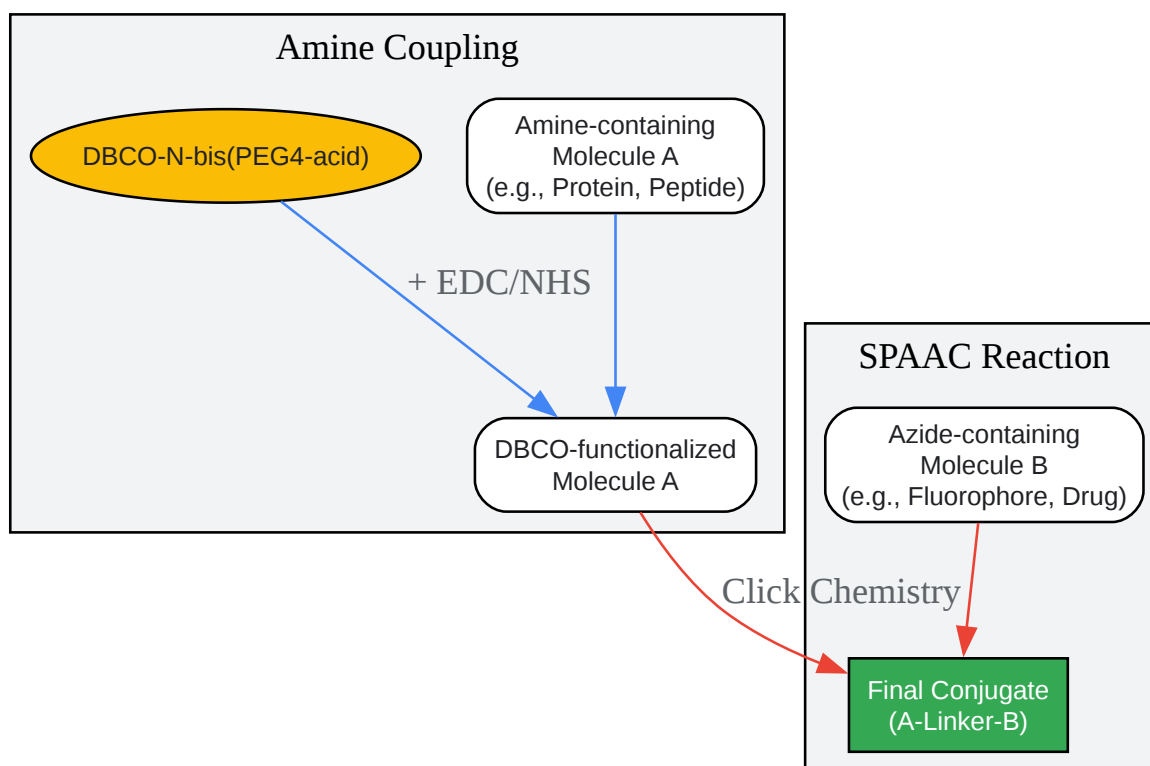 Amine Coupling
DBCO-N-bis(PEG4-acid)
Amine-containing
Molecule A
(e.g., Protein, Peptide)
+ EDC/NHS
DBCO-functionalized
Molecule A
SPAAC Reaction
Azide-containing
Molecule B
(e.g., Fluorophore, Drug)
Click Chemistry
Final Conjugate
(A-Linker-B)